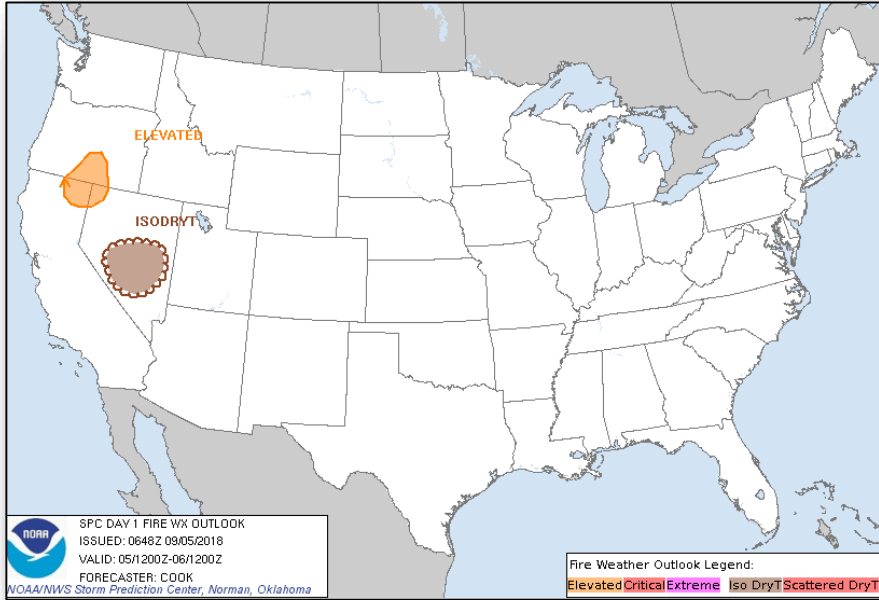 ELEVATED
ISODRYT
NOAA
SPC DAY 1 FIRE WX OUTLOOK
ISSUED: 0648Z 09/05/2018
VALID: 05/1200Z-06/1200Z
FORECASTER: COOK
NOAA/NWS Storm Prediction Center, Norman, Oklahoma
Fire Weather Outlook Legend:
Elevated Critical Extreme Iso DryT Scattered DryT